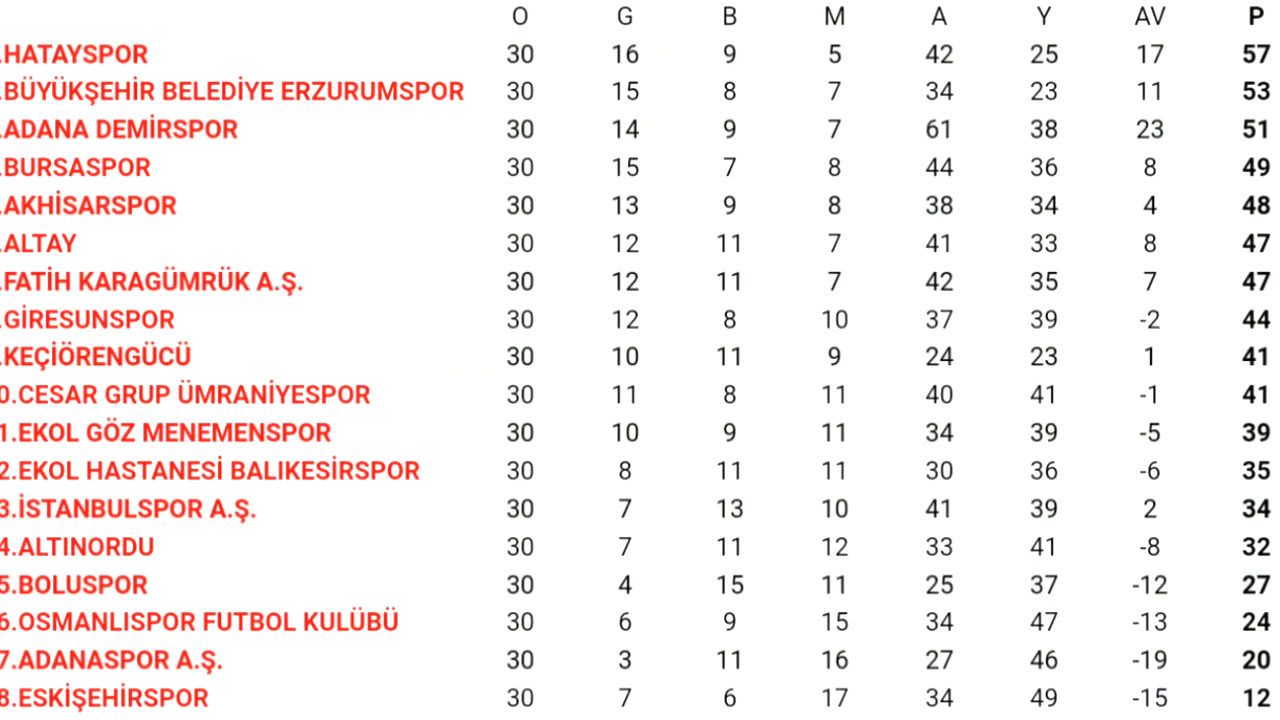 O G B M A Y AV P
.HATAYSPOR 30 16 9 5 42 25 17 57
.BÜYÜKŞEHİR BELEDİYE ERZURUMSPOR 30 15 8 7 34 23 11 53
.ADANA DEMİRSPOR 30 14 9 7 61 38 23 51
.BURSASPOR 30 15 7 8 44 36 8 49
.AKHİSARSPOR 30 13 9 8 38 34 4 48
.ALTAY 30 12 11 7 41 33 8 47
.FATİH KARAGÜMRÜK A.Ş. 30 12 11 7 42 35 7 47
.GİRESUNSPOR 30 12 8 10 37 39 -2 44
.KEÇİÖRENGÜCÜ 30 10 11 9 24 23 1 41
0.CESAR GRUP ÜMRANİYESPOR 30 11 8 11 40 41 -1 41
1.EKOL GÖZ MENEMENSPOR 30 10 9 11 34 39 -5 39
2.EKOL HASTANESİ BALIKESİRSPOR 30 8 11 11 30 36 -6 35
3.İSTANBULSPOR A.Ş. 30 7 13 10 41 39 2 34
4.ALTINORDU 30 7 11 12 33 41 -8 32
5.BOLUSPOR 30 4 15 11 25 37 -12 27
6.OSMANLISPOR FUTBOL KULÜBÜ 30 6 9 15 34 47 -13 24
7.ADANASPOR A.Ş. 30 3 11 16 27 46 -19 20
8.ESKİŞEHİRSPOR 30 7 6 17 34 49 -15 12